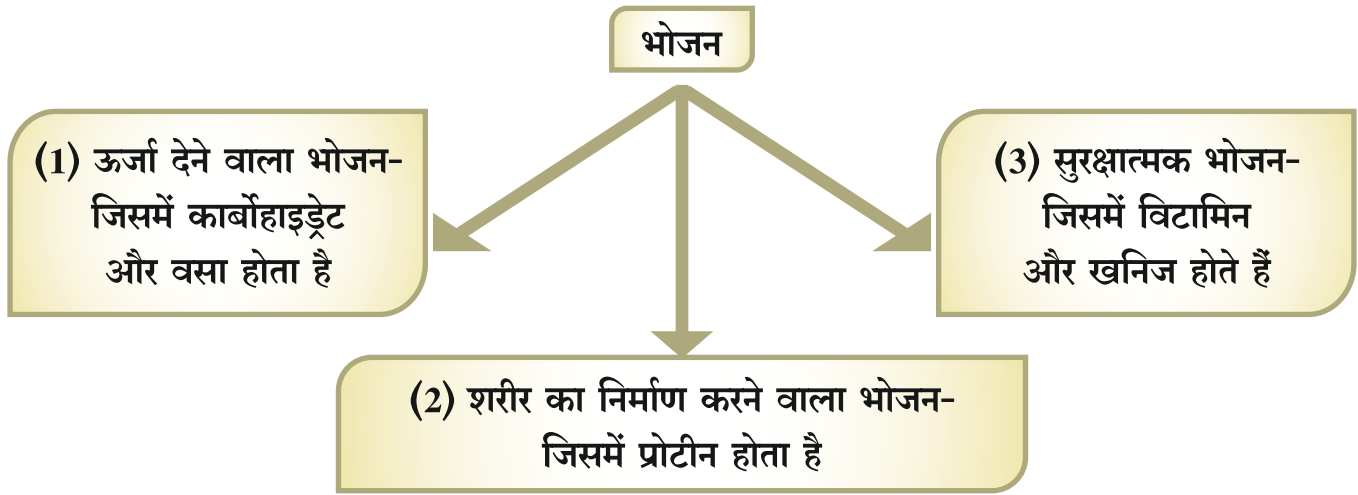 भोजन
(1) ऊर्जा देने वाला भोजन-
जिसमें कार्बोहाइड्रेट
और वसा होता है
(2) शरीर का निर्माण करने वाला भोजन-
जिसमें प्रोटीन होता है
(3) सुरक्षात्मक भोजन-
जिसमें विटामिन
और खनिज होते हैं